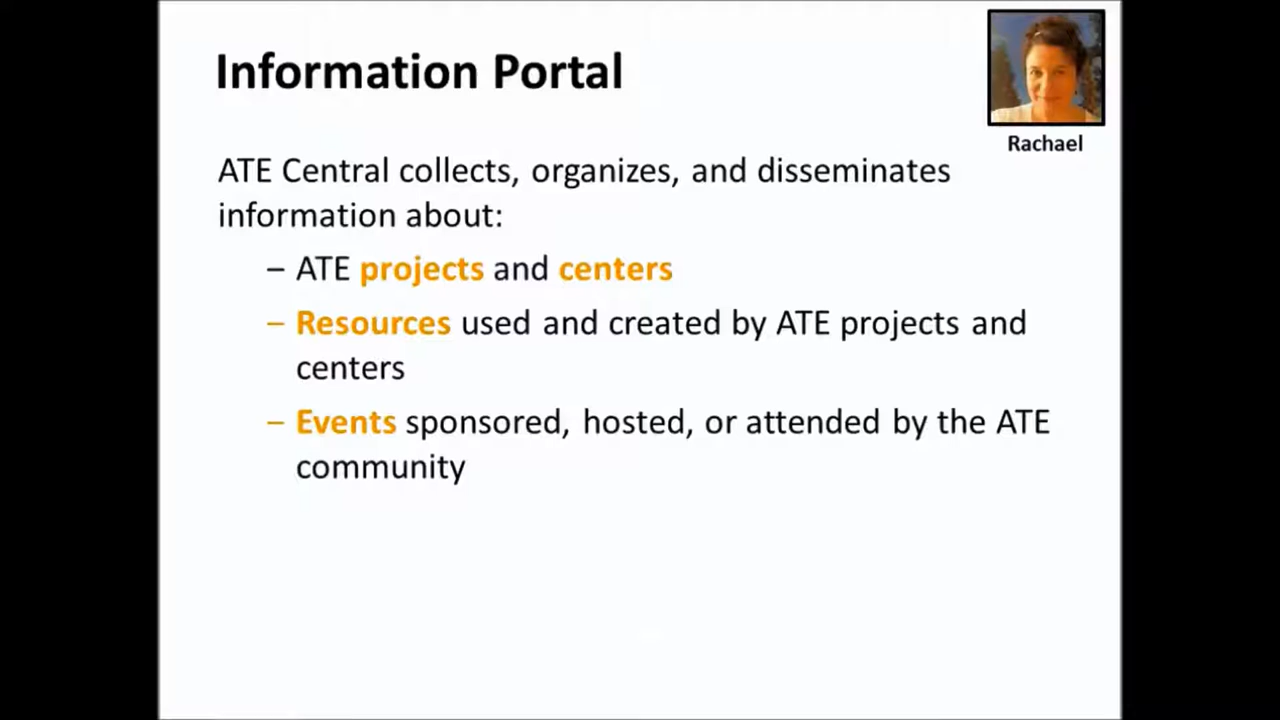 Information Portal
Rachael
ATE Central collects, organizes, and disseminates
information about:
– ATE projects and centers
– Resources used and created by ATE projects and
centers
– Events sponsored, hosted, or attended by the ATE
community